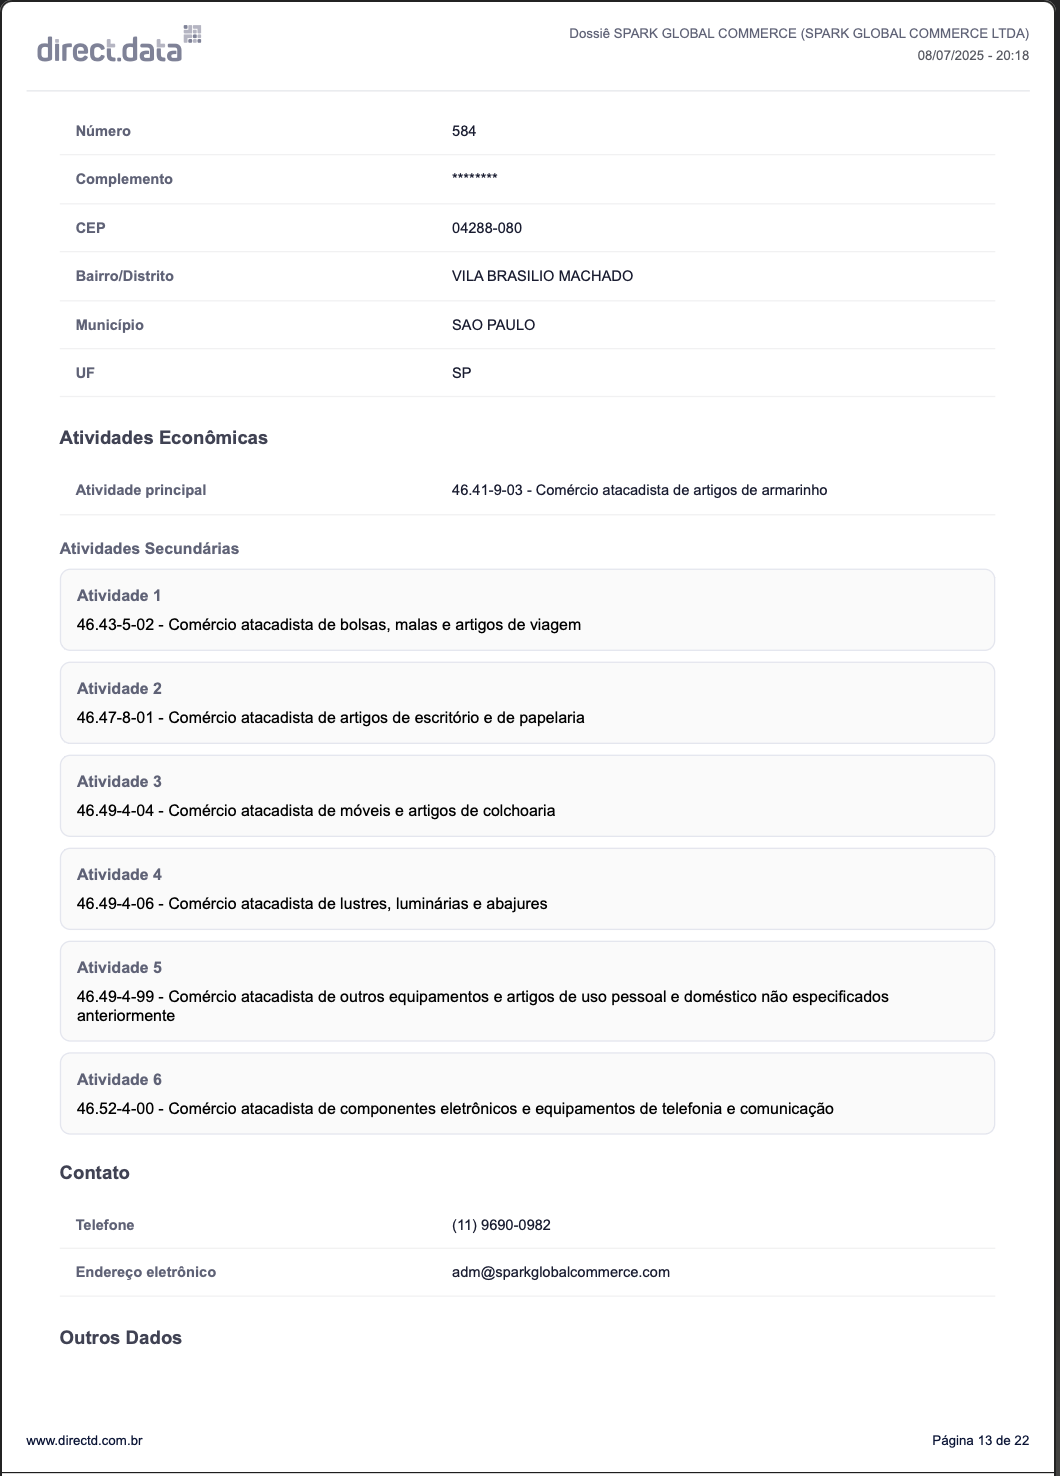 direct.data
Dossiê SPARK GLOBAL COMMERCE (SPARK GLOBAL COMMERCE LTDA)
08/07/2025 - 20:18
Número 584
Complemento ********
CEP 04288-080
Bairro/Distrito VILA BRASILIO MACHADO
Município SAO PAULO
UF SP
Atividades Econômicas
Atividade principal 46.41-9-03 - Comércio atacadista de artigos de armarinho
Atividades Secundárias
Atividade 1
46.43-5-02 - Comércio atacadista de bolsas, malas e artigos de viagem
Atividade 2
46.47-8-01 - Comércio atacadista de artigos de escritório e de papelaria
Atividade 3
46.49-4-04 - Comércio atacadista de móveis e artigos de colchoaria
Atividade 4
46.49-4-06 - Comércio atacadista de lustres, luminárias e abajures
Atividade 5
46.49-4-99 - Comércio atacadista de outros equipamentos e artigos de uso pessoal e doméstico não especificados
anteriormente
Atividade 6
46.52-4-00 - Comércio atacadista de componentes eletrônicos e equipamentos de telefonia e comunicação
Contato
Telefone (11) 9690-0982
Endereço eletrônico adm@sparkglobalcommerce.com
Outros Dados
www.directd.com.br
Página 13 de 22